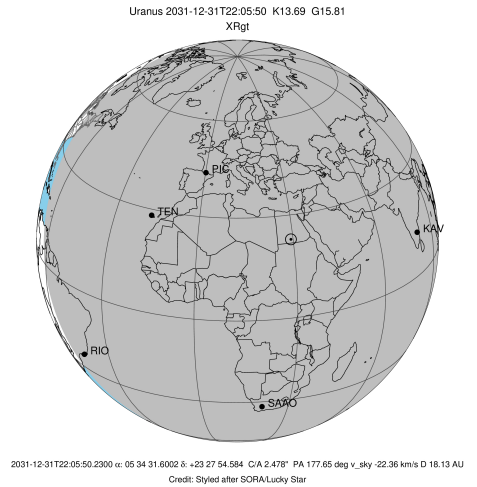 Uranus 2031-12-31T22:05:50 K13.69 G15.81
XRgt
PIC
TEN
KAV
RIO
SAAO
2031-12-31T22:05:50.2300 α: 05 34 31.6002 δ: +23 27 54.584 C/A 2.478" PA 177.65 deg v_sky -22.36 km/s D 18.13 AU
Credit: Styled after SORA/Lucky Star